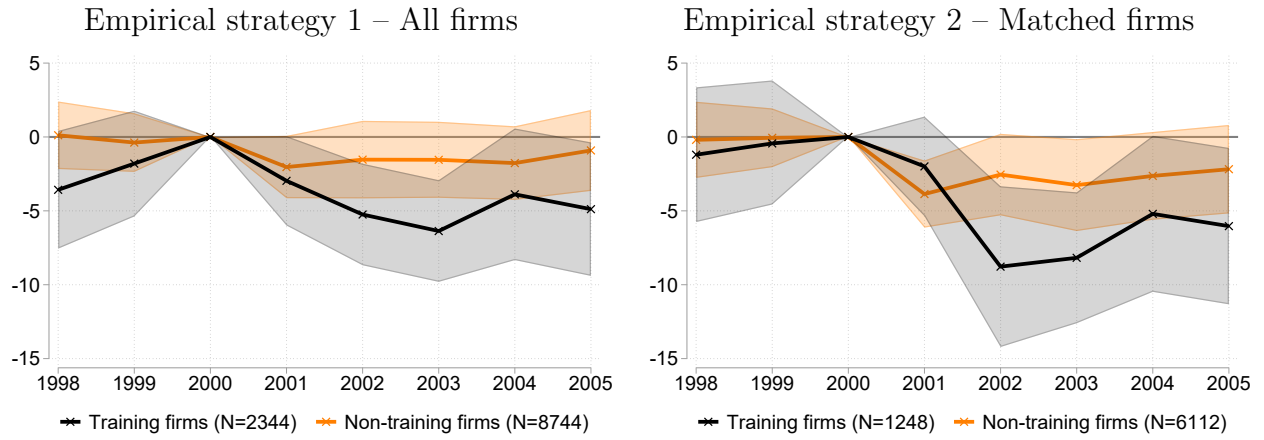 Empirical strategy 1 – All firms
5
0
-5
-10
-15
1998 1999 2000 2001 2002 2003 2004 2005
Training firms (N=2344) Non-training firms (N=8744)
Empirical strategy 2 – Matched firms
5
0
-5
-10
-15
1998 1999 2000 2001 2002 2003 2004 2005
Training firms (N=1248) Non-training firms (N=6112)